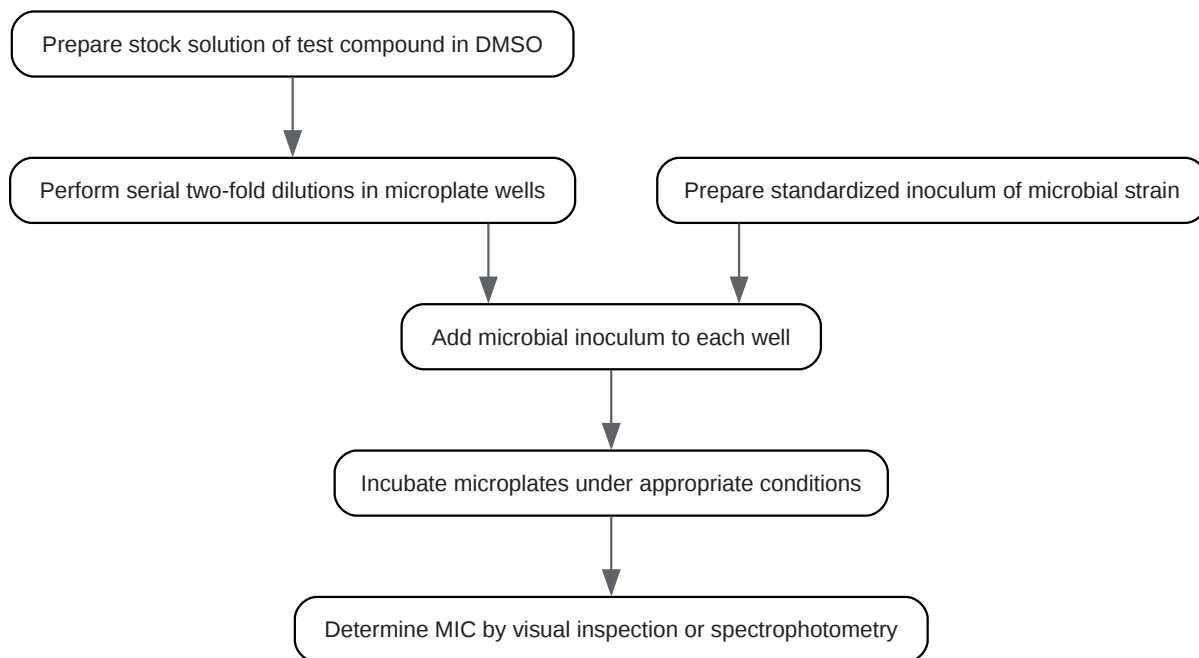 Prepare stock solution of test compound in DMSO
Perform serial two-fold dilutions in microplate wells
Prepare standardized inoculum of microbial strain
Add microbial inoculum to each well
Incubate microplates under appropriate conditions
Determine MIC by visual inspection or spectrophotometry